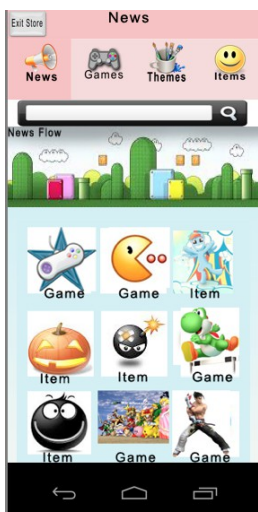 Exit Store
News
News Games Themes Items
News Flow
Game Game Item
Item Item Game
Item Game Game